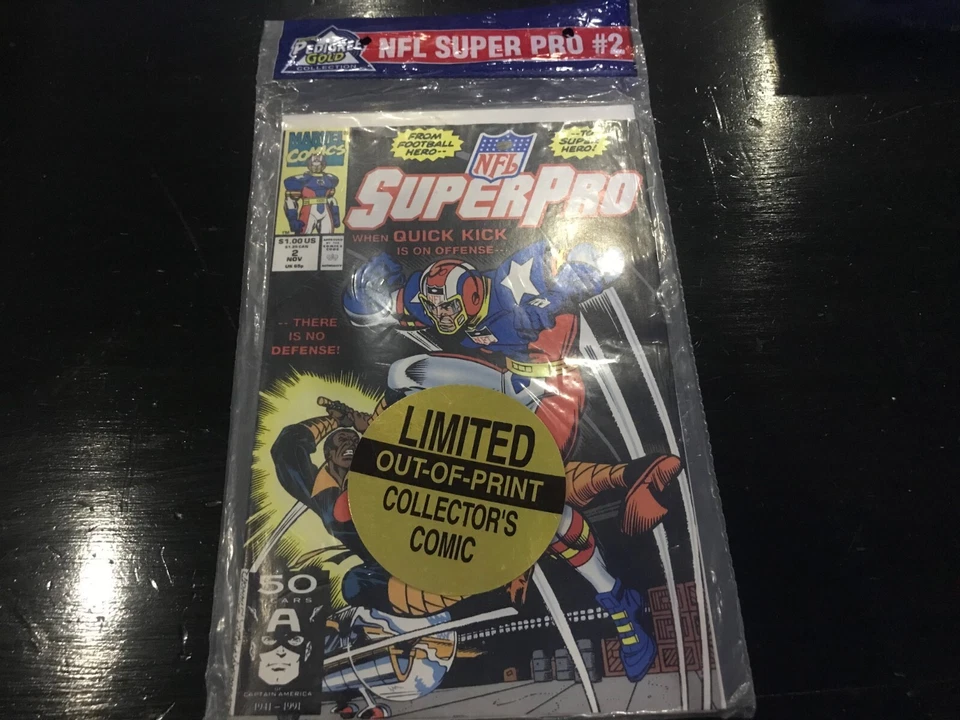 PEDIGREE
GOLD
COLLECTION
NFL SUPER PRO #2
MARVEL
COMICS
FROM
FOOTBALL
HERO--
--TO
SUPER
HERO!
NFL
SUPERPRO
$1.00 US
2
NOV
WHEN QUICK KICK
IS ON OFFENSE--
-- THERE
IS NO
DEFENSE!
LIMITED
OUT-OF-PRINT
COLLECTOR'S
COMIC
50
YEARS
A
CAPTAIN AMERICA
1941 - 1991